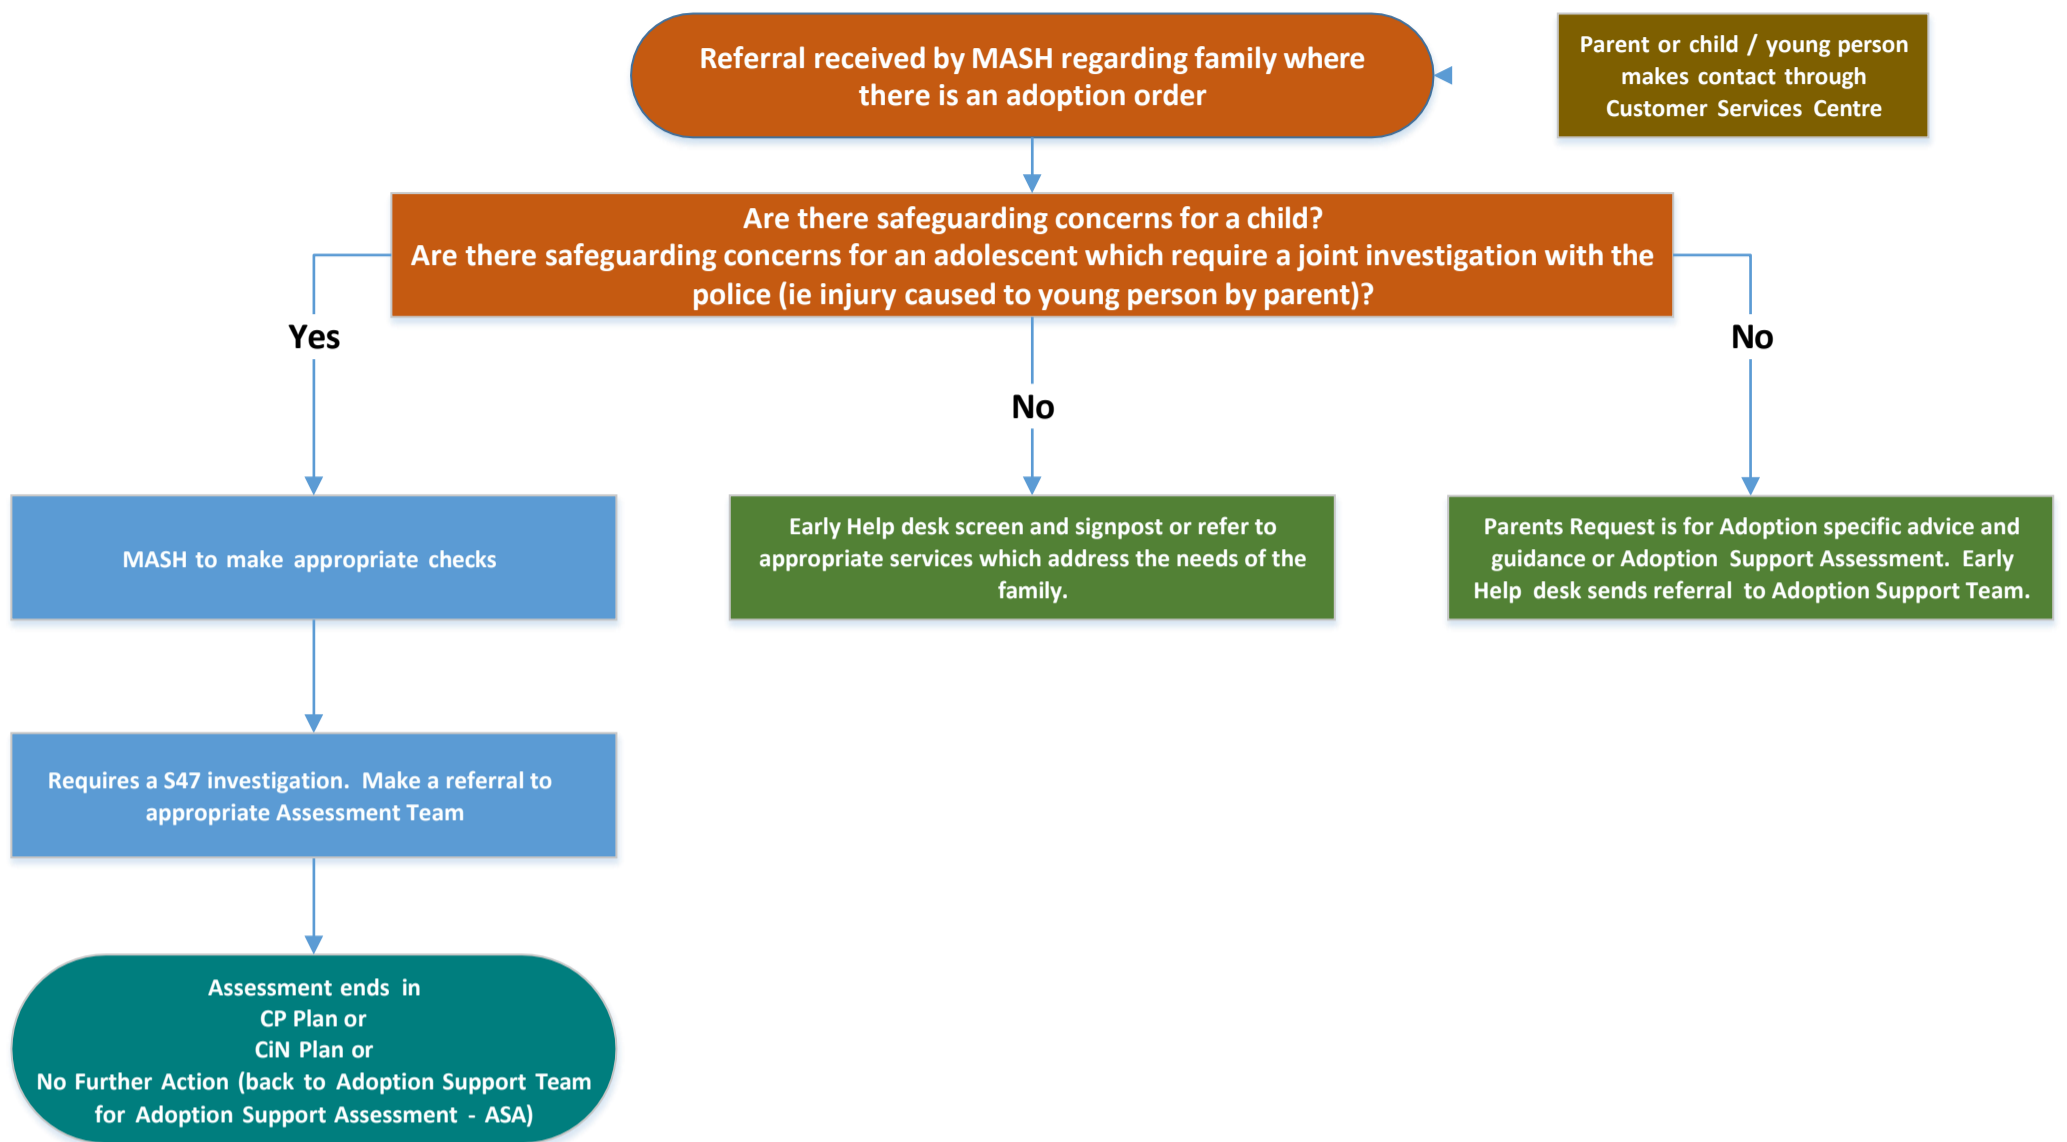 Referral received by MASH regarding family where
there is an adoption order
Parent or child / young person
makes contact through
Customer Services Centre
Are there safeguarding concerns for a child?
Are there safeguarding concerns for an adolescent which require a joint investigation with the
police (ie injury caused to young person by parent)?
Yes
No
No
MASH to make appropriate checks
Early Help desk screen and signpost or refer to
appropriate services which address the needs of the
family.
Parents Request is for Adoption specific advice and
guidance or Adoption Support Assessment. Early
Help desk sends referral to Adoption Support Team.
Requires a S47 investigation. Make a referral to
appropriate Assessment Team
Assessment ends in
CP Plan or
CiN Plan or
No Further Action (back to Adoption Support Team
for Adoption Support Assessment - ASA)